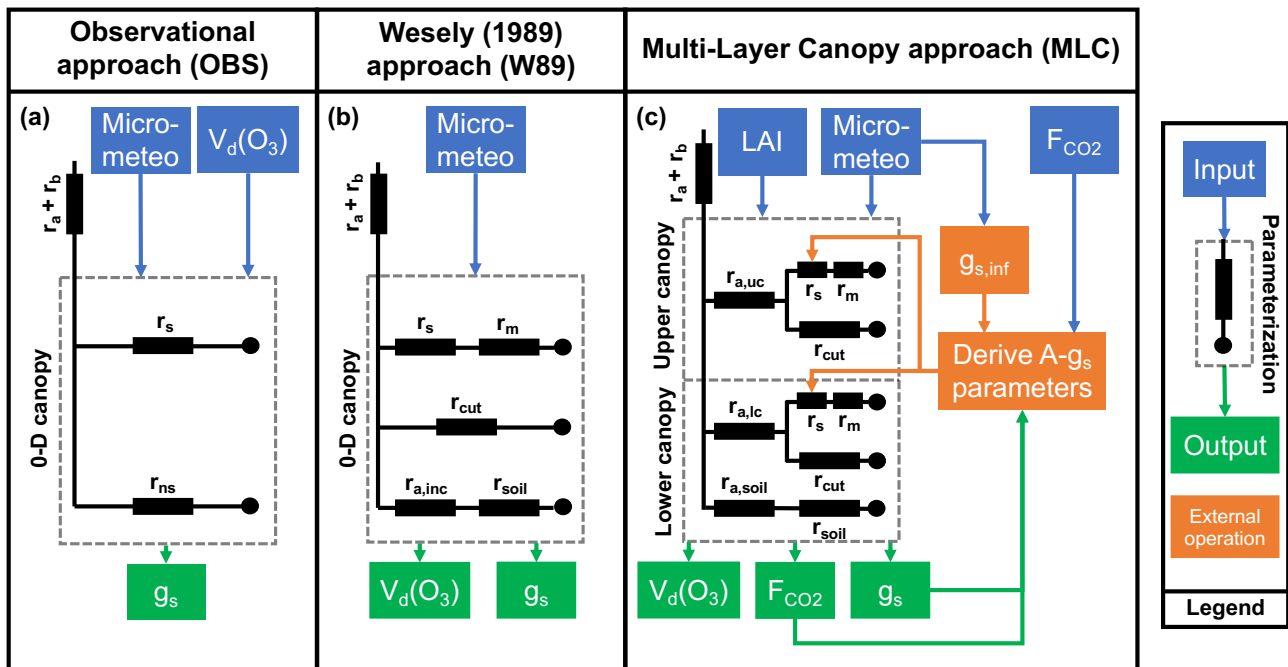 Observational
approach (OBS)
Wesely (1989)
approach (W89)
Multi-Layer Canopy approach (MLC)
(a)
Micro-
meteo
V_d(O_3)
r_a + r_b
0-D canopy
r_s
r_ns
g_s
(b)
Micro-
meteo
r_a + r_b
0-D canopy
r_s
r_m
r_cut
r_a,inc
r_soil
V_d(O_3)
g_s
(c)
LAI
Micro-
meteo
F_CO2
r_a + r_b
Upper canopy
r_a,uc
r_s
r_m
r_cut
g_s,inf
Derive A-g_s
parameters
Lower canopy
r_a,lc
r_s
r_m
r_cut
r_a,soil
r_soil
V_d(O_3)
F_CO2
g_s
Input
Parameterization
Output
External
operation
Legend